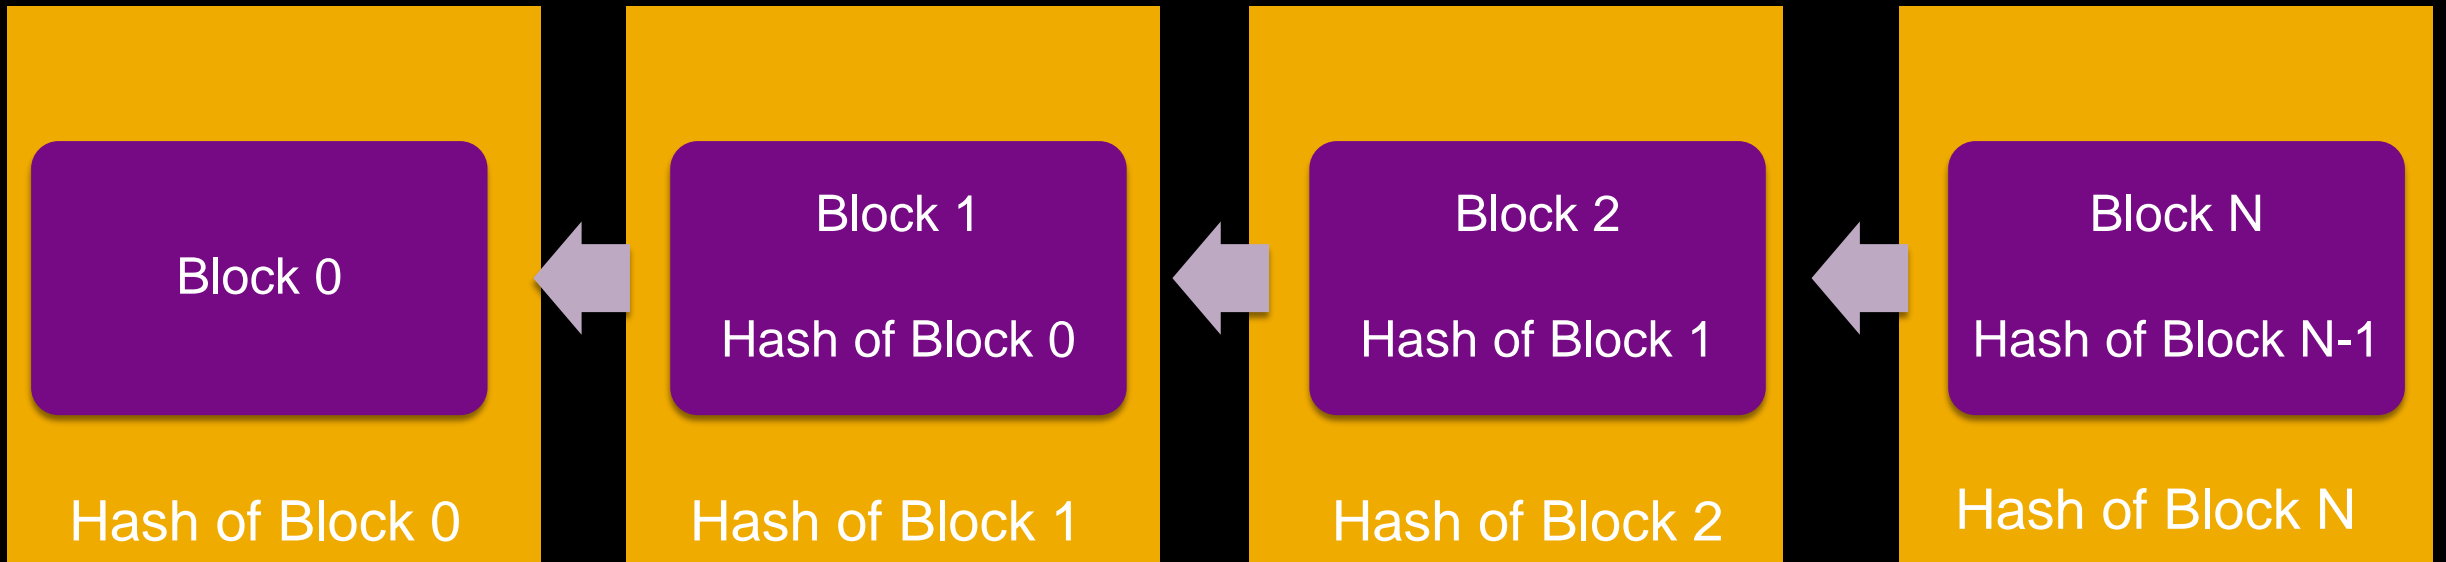 Block 0
Hash of Block 0
Block 1
Hash of Block 0
Hash of Block 1
Block 2
Hash of Block 1
Hash of Block 2
Block N
Hash of Block N-1
Hash of Block N